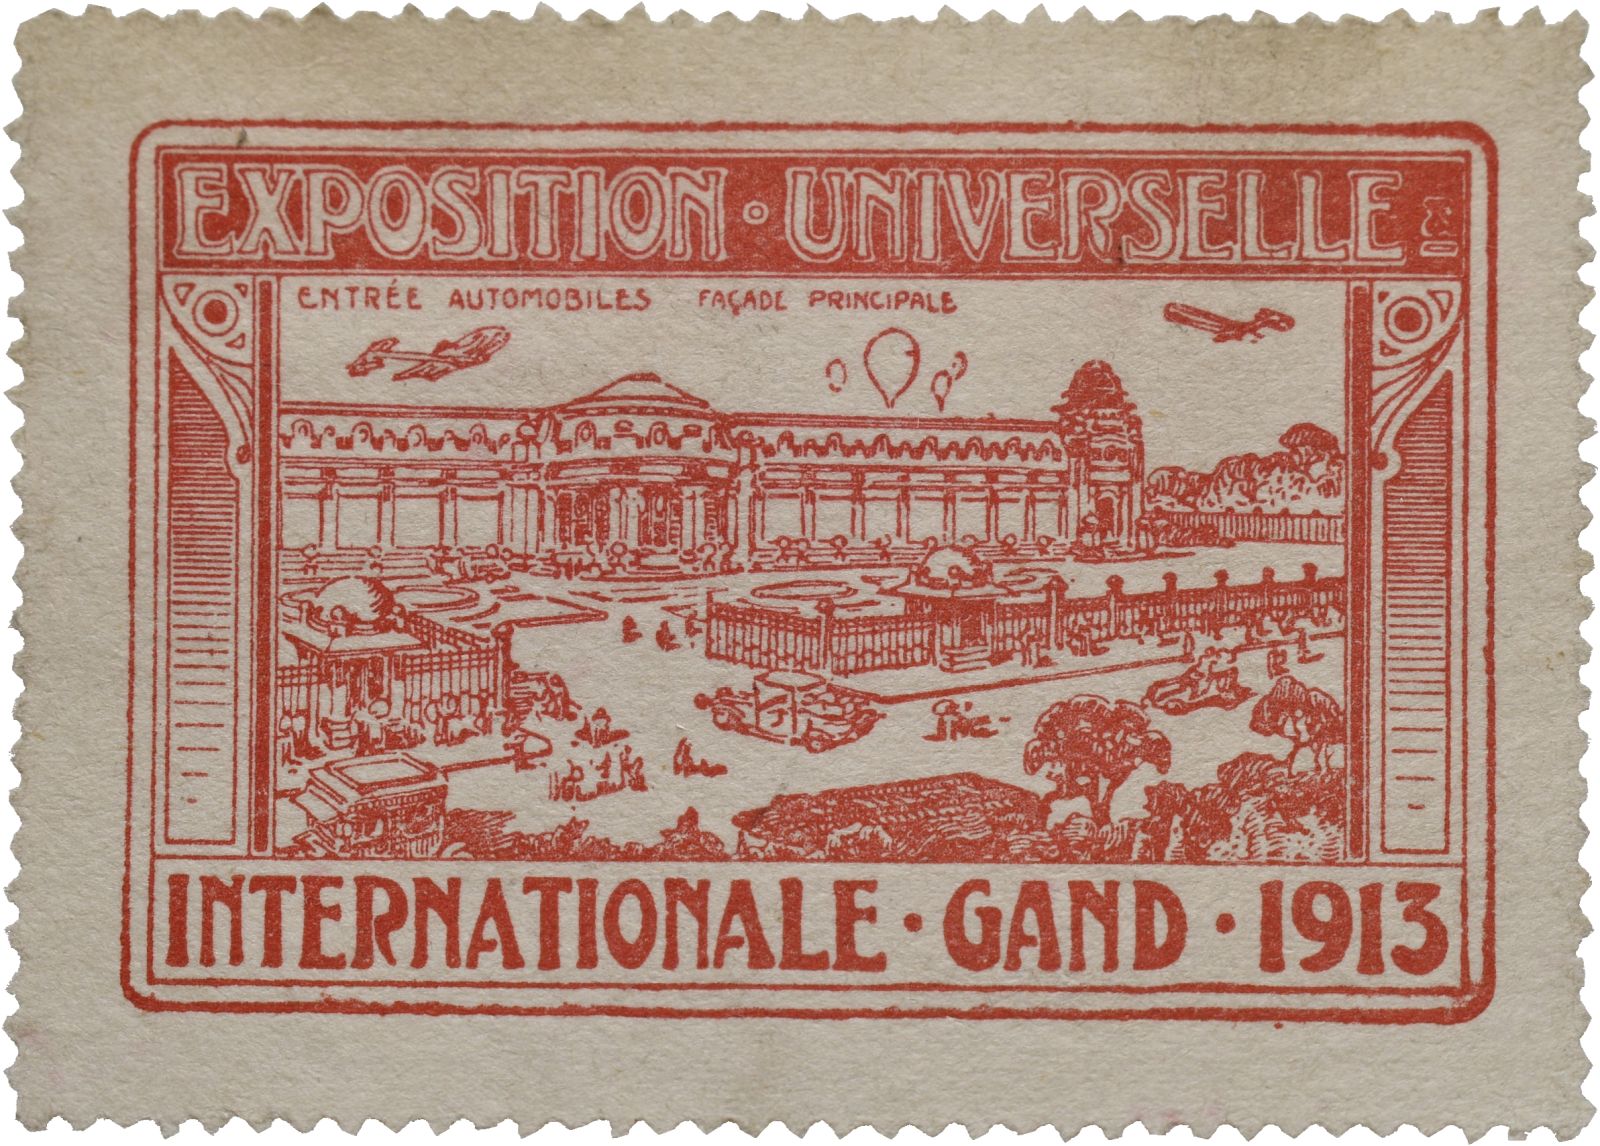 EXPOSITION · UNIVERSELLE
ENTRÉE AUTOMOBILES FAÇADE PRINCIPALE
INTERNATIONALE · GAND · 1913